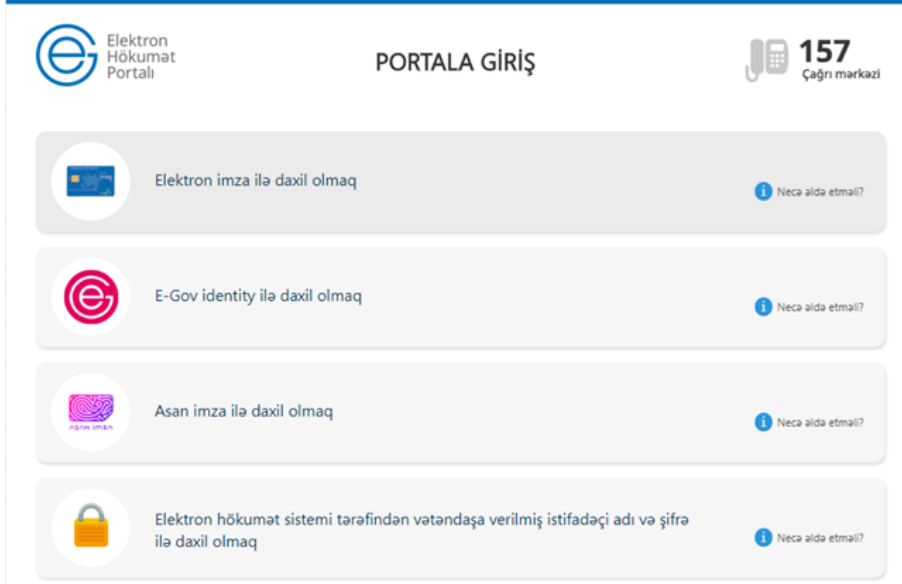 Elektron
Hökumət
Portalı
PORTALA GİRİŞ
157
Çağrı mərkəzi
Elektron imza ilə daxil olmaq
Necə əldə etməli?
E-Gov identity ilə daxil olmaq
Necə əldə etməli?
ASAN İMZA
Asan imza ilə daxil olmaq
Necə əldə etməli?
Elektron hökumət sistemi tərəfindən vətəndaşa verilmiş istifadəçi adı və şifrə
ilə daxil olmaq
Necə əldə etməli?